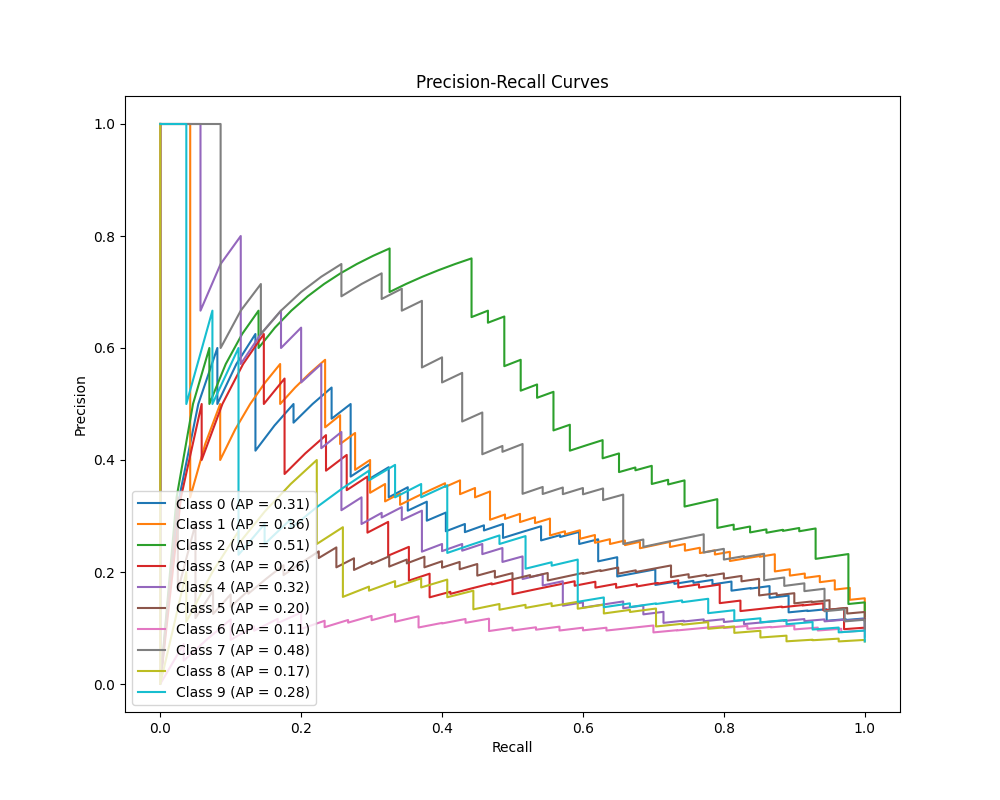 Precision-Recall Curves
Precision
1.0
0.8
0.6
0.4
0.2
0.0
Class 0 (AP = 0.31)
Class 1 (AP = 0.36)
Class 2 (AP = 0.51)
Class 3 (AP = 0.26)
Class 4 (AP = 0.32)
Class 5 (AP = 0.20)
Class 6 (AP = 0.11)
Class 7 (AP = 0.48)
Class 8 (AP = 0.17)
Class 9 (AP = 0.28)
0.0 0.2 0.4 0.6 0.8 1.0
Recall